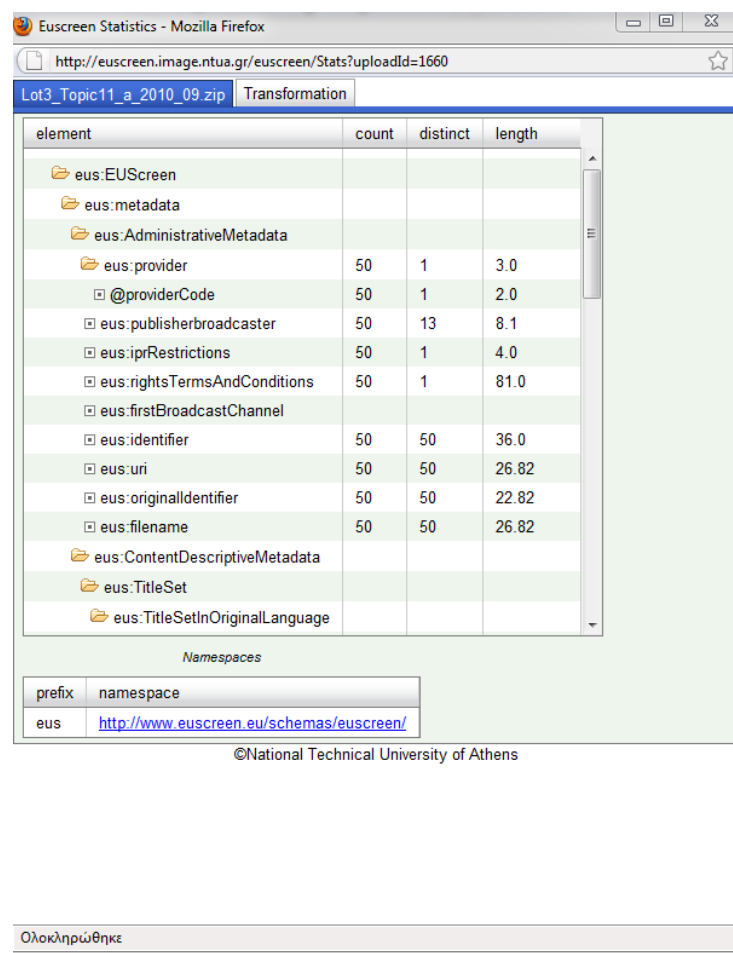 Euscreen Statistics - Mozilla Firefox
http://euscreen.image.ntua.gr/euscreen/Stats?uploadId=1660
Lot3_Topic11_a_2010_09.zip Transformation
element count distinct length
eus:EUScreen
eus:metadata
eus:AdministrativeMetadata
eus:provider 50 1 3.0
@providerCode 50 1 2.0
eus:publisherbroadcaster 50 13 8.1
eus:iprRestrictions 50 1 4.0
eus:rightsTermsAndConditions 50 1 81.0
eus:firstBroadcastChannel
eus:identifier 50 50 36.0
eus:uri 50 50 26.82
eus:originalIdentifier 50 50 22.82
eus:filename 50 50 26.82
eus:ContentDescriptiveMetadata
eus:TitleSet
eus:TitleSetInOriginalLanguage
Namespaces
prefix namespace
eus http://www.euscreen.eu/schemas/euscreen/
©National Technical University of Athens
Ολοκληρώθηκε